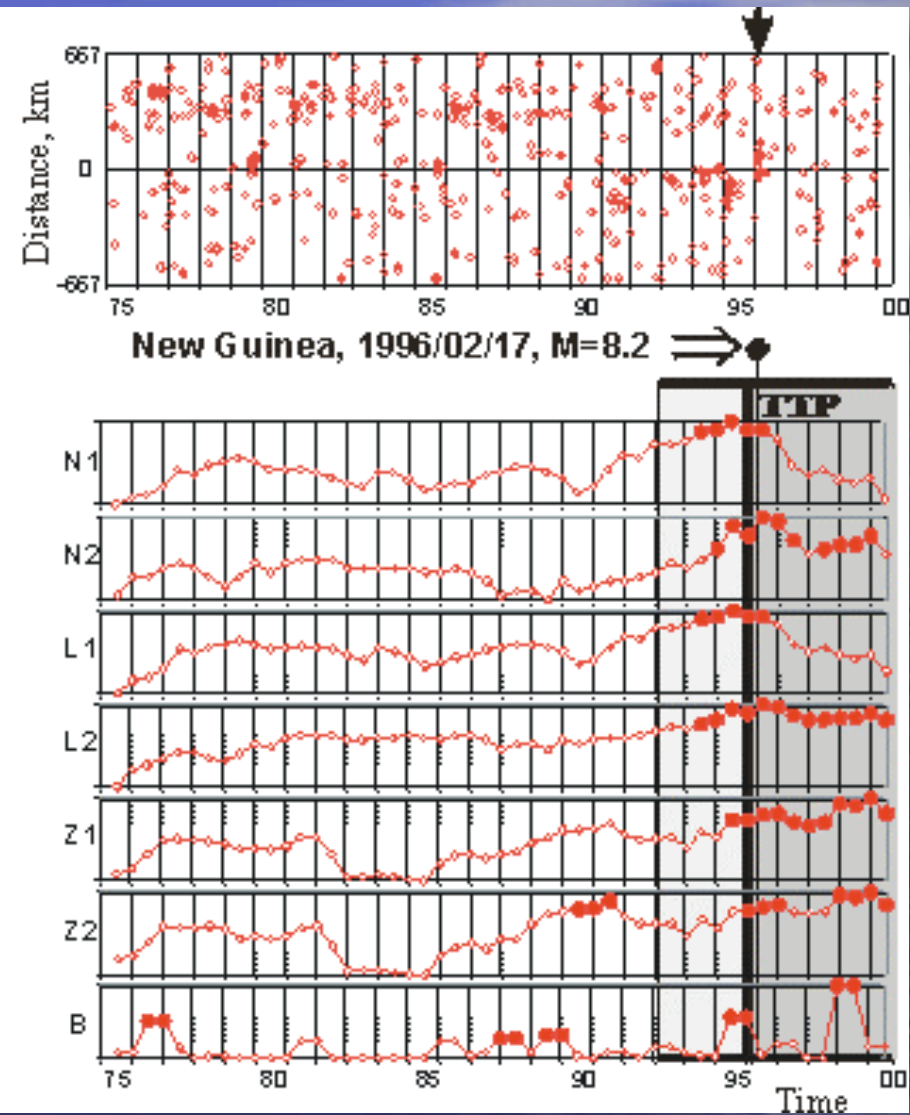 667
Distance, km
0
-667
75 80 85 90 95 00
New Guinea, 1996/02/17, M=8.2
TTP
N1
N2
L1
L2
Z1
Z2
B
75 80 85 90 95 00
Time